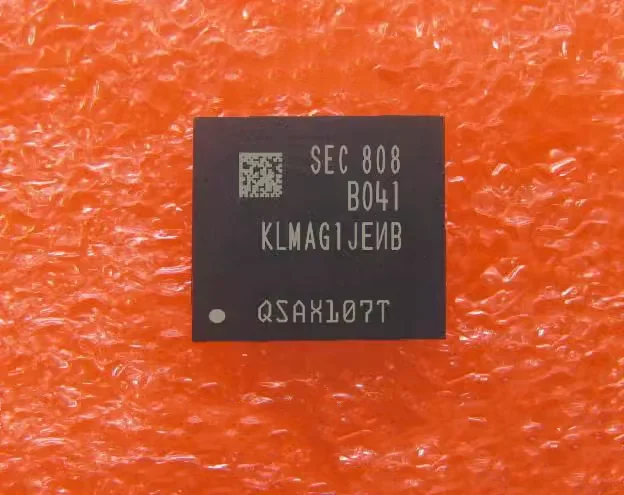 SEC 808
B041
KLMAG1JENB
QSAX107T